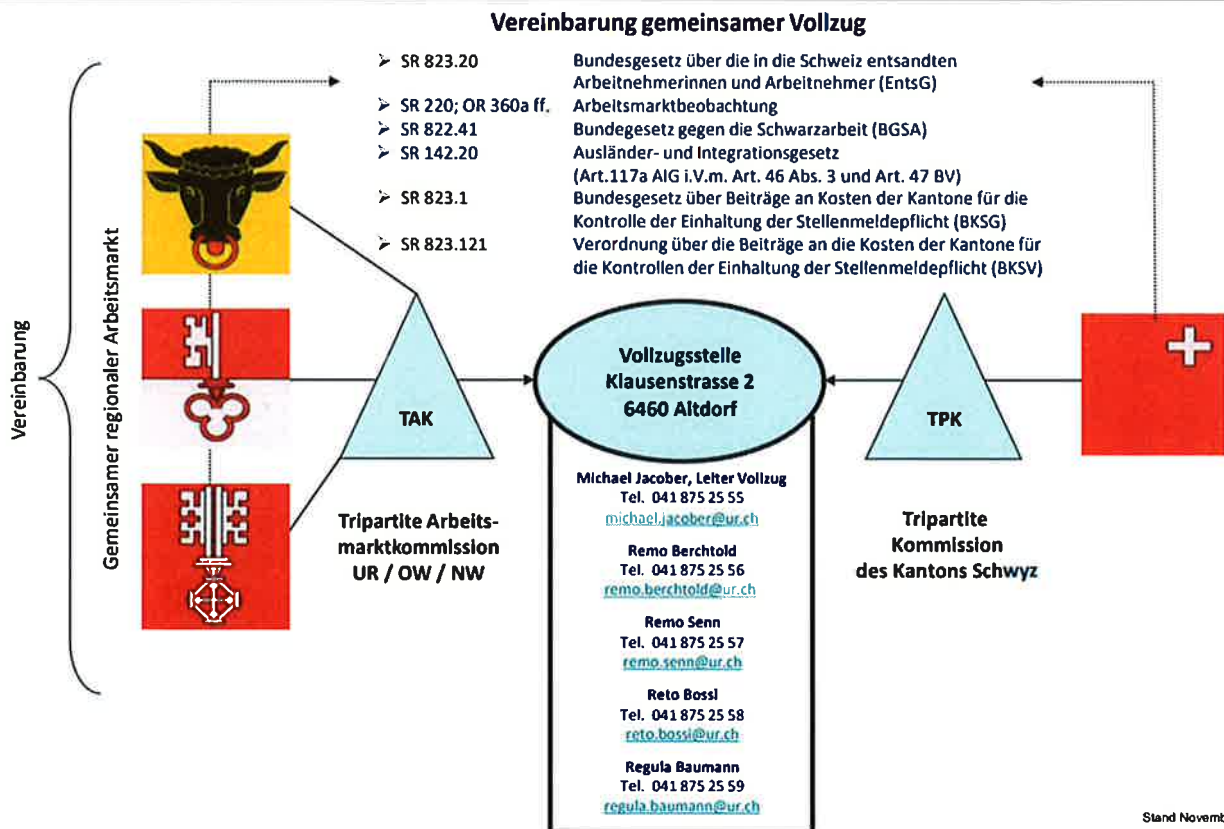 Vereinbarung gemeinsamer Vollzug
➢ SR 823.20 Bundesgesetz über die in die Schweiz entsandten
Arbeitnehmerinnen und Arbeitnehmer (EntsG)
➢ SR 220; OR 360a ff. Arbeitsmarktbeobachtung
➢ SR 822.41 Bundegesetz gegen die Schwarzarbeit (BGSA)
➢ SR 142.20 Ausländer- und Integrationsgesetz
(Art.117a AIG i.V.m. Art. 46 Abs. 3 und Art. 47 BV)
➢ SR 823.1 Bundesgesetz über Beiträge an Kosten der Kantone für die
Kontrolle der Einhaltung der Stellenmeldepflicht (BKSG)
➢ SR 823.121 Verordnung über die Beiträge an die Kosten der Kantone für
die Kontrollen der Einhaltung der Stellenmeldepflicht (BKSV)
Vereinbarung
Gemeinsamer regionaler Arbeitsmarkt
TAK
Tripartite Arbeits-
marktkommission
UR / OW / NW
Vollzugsstelle
Klausenstrasse 2
6460 Altdorf
Michael Jacober, Leiter Vollzug
Tel. 041 875 25 55
michael.jacober@ur.ch
Remo Berchtold
Tel. 041 875 25 56
remo.berchtold@ur.ch
Remo Senn
Tel. 041 875 25 57
remo.senn@ur.ch
Reto Bossi
Tel. 041 875 25 58
reto.bossi@ur.ch
Regula Baumann
Tel. 041 875 25 59
regula.baumann@ur.ch
TPK
Tripartite
Kommission
des Kantons Schwyz
Stand